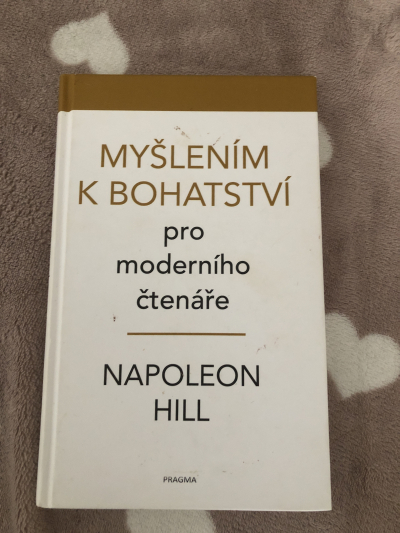 MYŠLENÍM
K BOHATSTVÍ
pro
moderního
čtenáře
NAPOLEON
HILL
PRAGMA